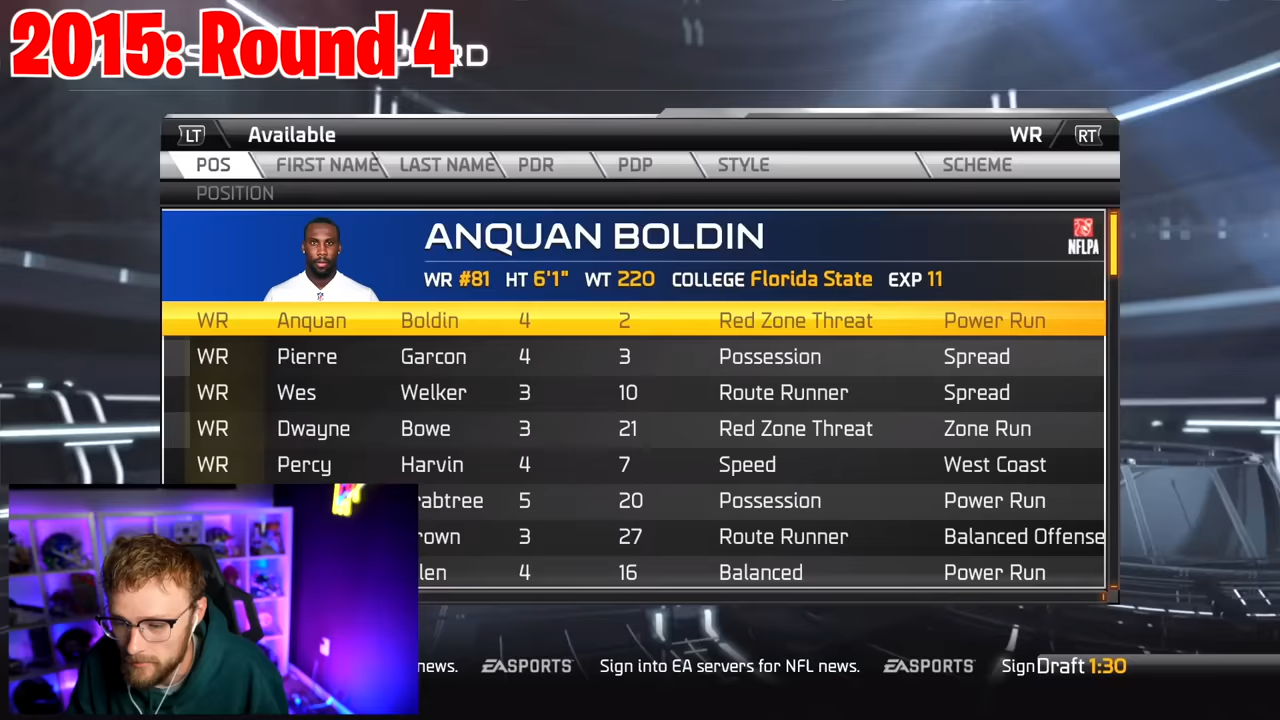 2015: Round 4
LT Available WR RT
POS FIRST NAME LAST NAME PDR PDP STYLE SCHEME
POSITION
ANQUAN BOLDIN
NFLPA
WR #81 HT 6'1" WT 220 COLLEGE Florida State EXP 11
WR Anquan Boldin 4 2 Red Zone Threat Power Run
WR Pierre Garcon 4 3 Possession Spread
WR Wes Welker 3 10 Route Runner Spread
WR Dwayne Bowe 3 21 Red Zone Threat Zone Run
WR Percy Harvin 4 7 Speed West Coast
rabtree 5 20 Possession Power Run
rown 3 27 Route Runner Balanced Offense
len 4 16 Balanced Power Run
news. EA SPORTS Sign into EA servers for NFL news. EA SPORTS Sign Draft 1:30